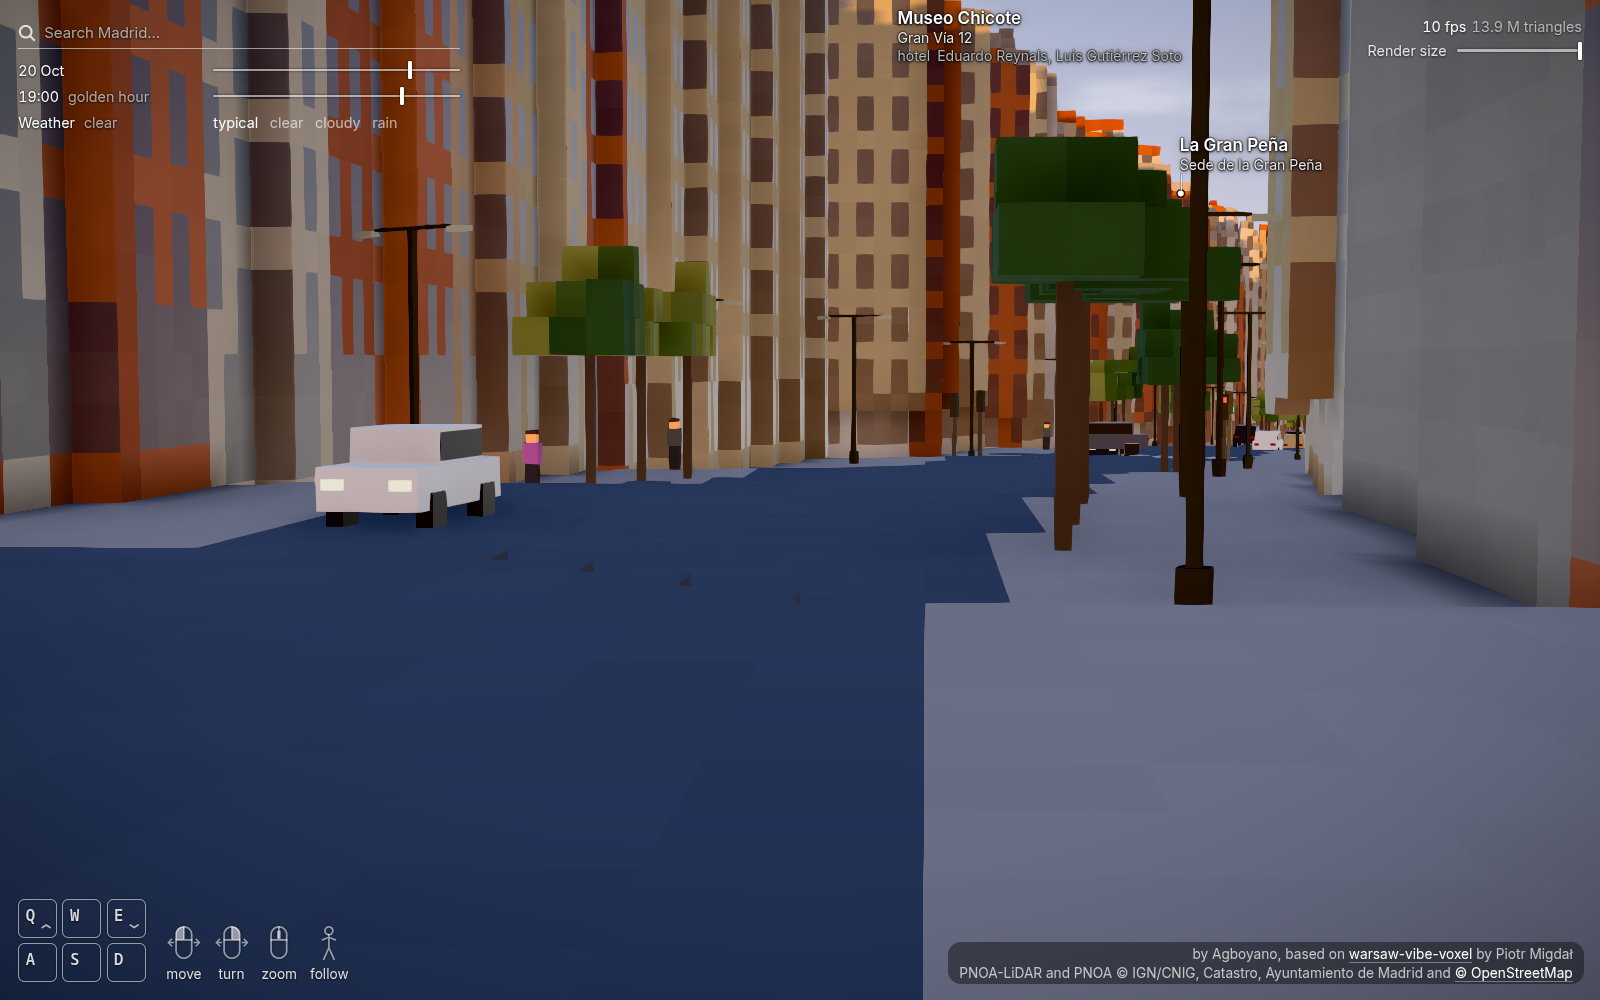 Search Madrid...
20 Oct
19:00 golden hour
Weather clear typical clear cloudy rain
Museo Chicote
Gran Vía 12
hotel Eduardo Reynals, Luis Gutiérrez Soto
10 fps 13.9 M triangles
Render size
La Gran Peña
Sede de la Gran Peña
Q W E
A S D
move turn zoom follow
by Agboyano, based on warsaw-vibe-voxel by Piotr Migdał
PNOA-LiDAR and PNOA © IGN/CNIG, Catastro, Ayuntamiento de Madrid and © OpenStreetMap